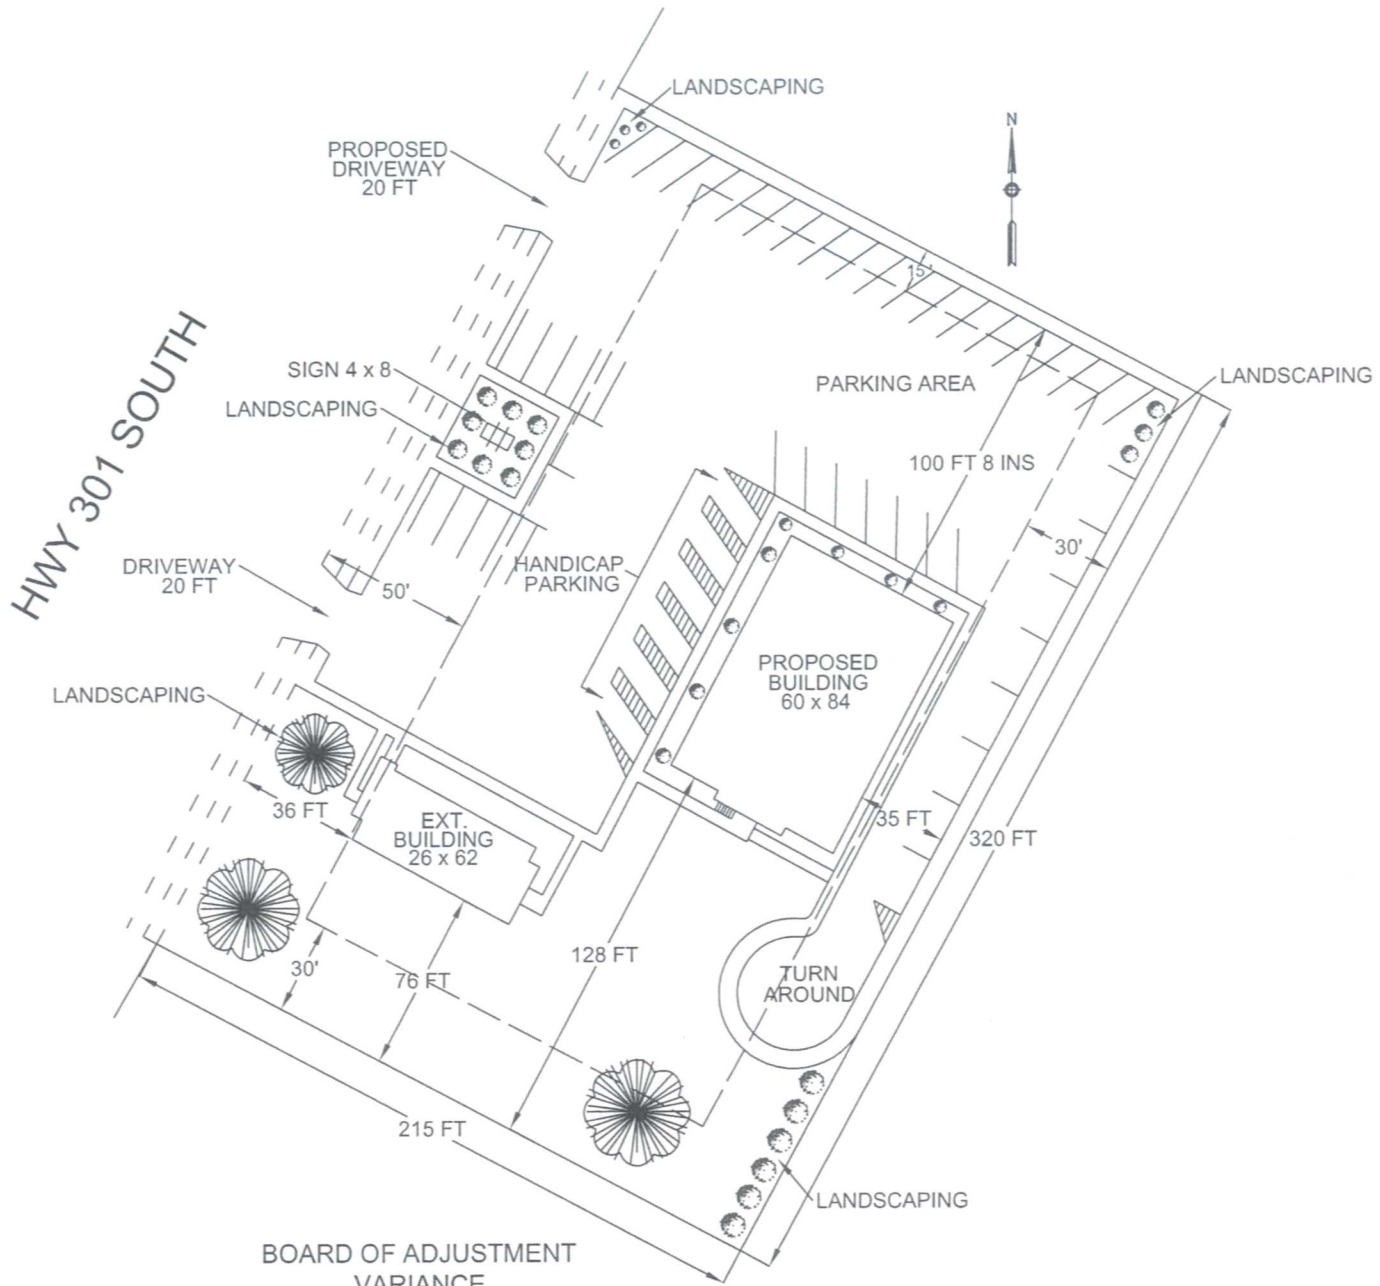 LANDSCAPING
N
PROPOSED
DRIVEWAY
20 FT
15'
HWY 301 SOUTH
SIGN 4 x 8
LANDSCAPING
PARKING AREA
LANDSCAPING
100 FT 8 INS
30'
DRIVEWAY
20 FT
50'
HANDICAP
PARKING
PROPOSED
BUILDING
60 x 84
LANDSCAPING
36 FT
EXT.
BUILDING
26 x 62
35 FT
320 FT
30'
76 FT
128 FT
TURN
AROUND
215 FT
LANDSCAPING
BOARD OF ADJUSTMENT
VARIANCE